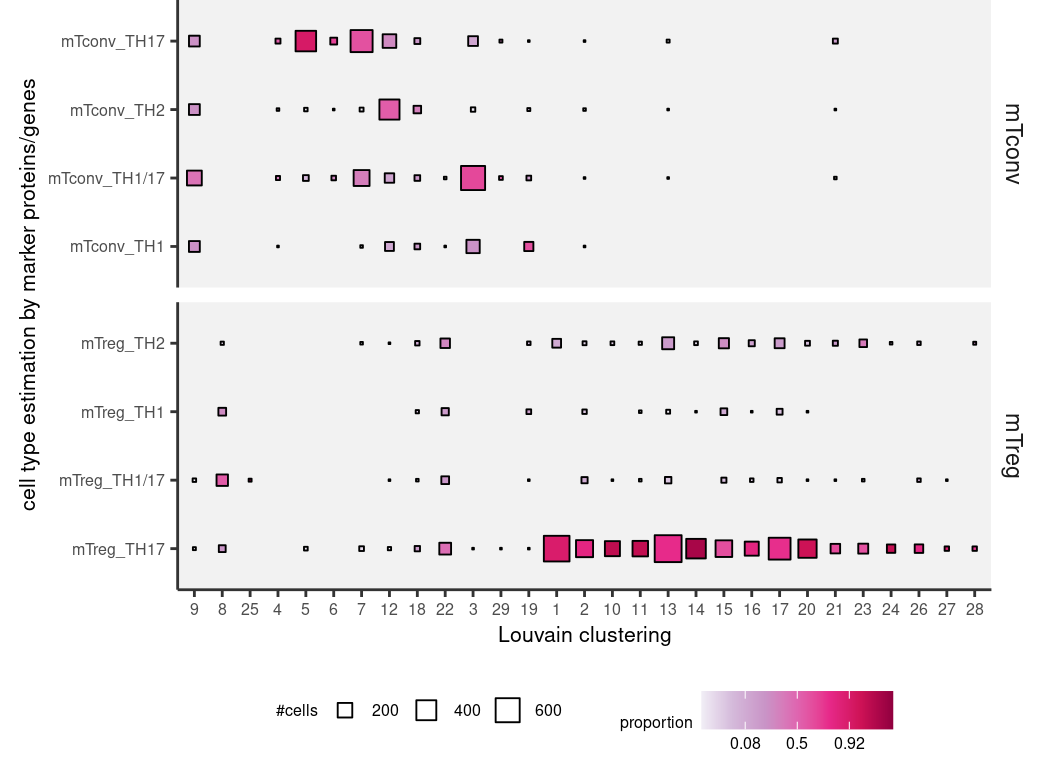 cell type estimation by marker proteins/genes
mTconv_TH17
mTconv_TH2
mTconv_TH1/17
mTconv_TH1
mTconv
mTreg_TH2
mTreg_TH1
mTreg_TH1/17
mTreg_TH17
mTreg
9 8 25 4 5 6 7 12 18 22 3 29 19 1 2 10 11 13 14 15 16 17 20 21 23 24 26 27 28
Louvain clustering
#cells 200 400 600
proportion
0.08 0.5 0.92